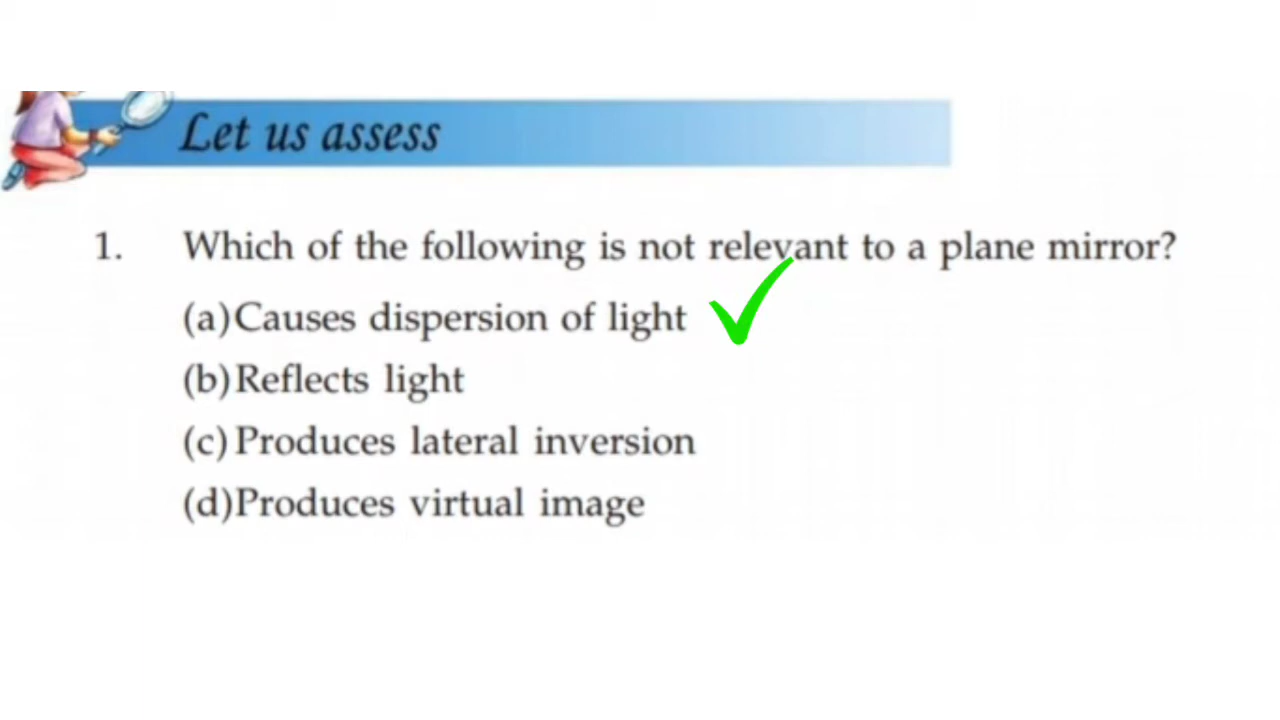 Let us assess
1. Which of the following is not relevant to a plane mirror?
(a)Causes dispersion of light
(b)Reflects light
(c)Produces lateral inversion
(d)Produces virtual image